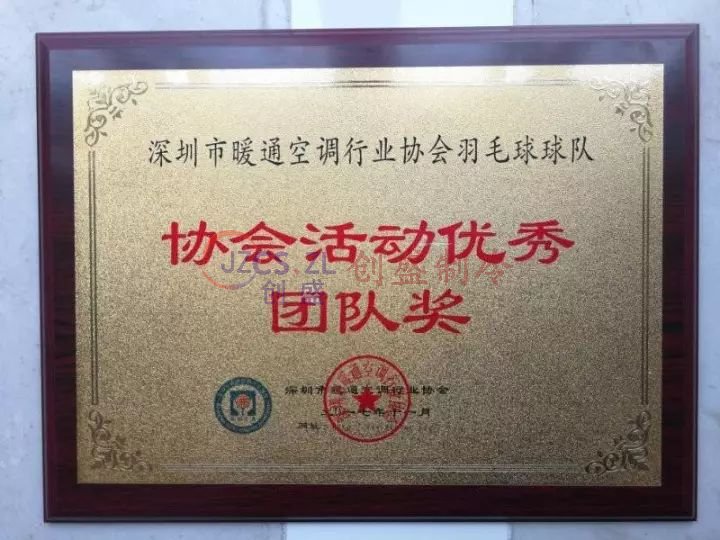 深圳市暖通空调行业协会羽毛球球队
协会活动优秀
团队奖
JZCS.ZL
创盛
创盛制冷
深圳市暖通空调行业协会
二〇一七年十一月